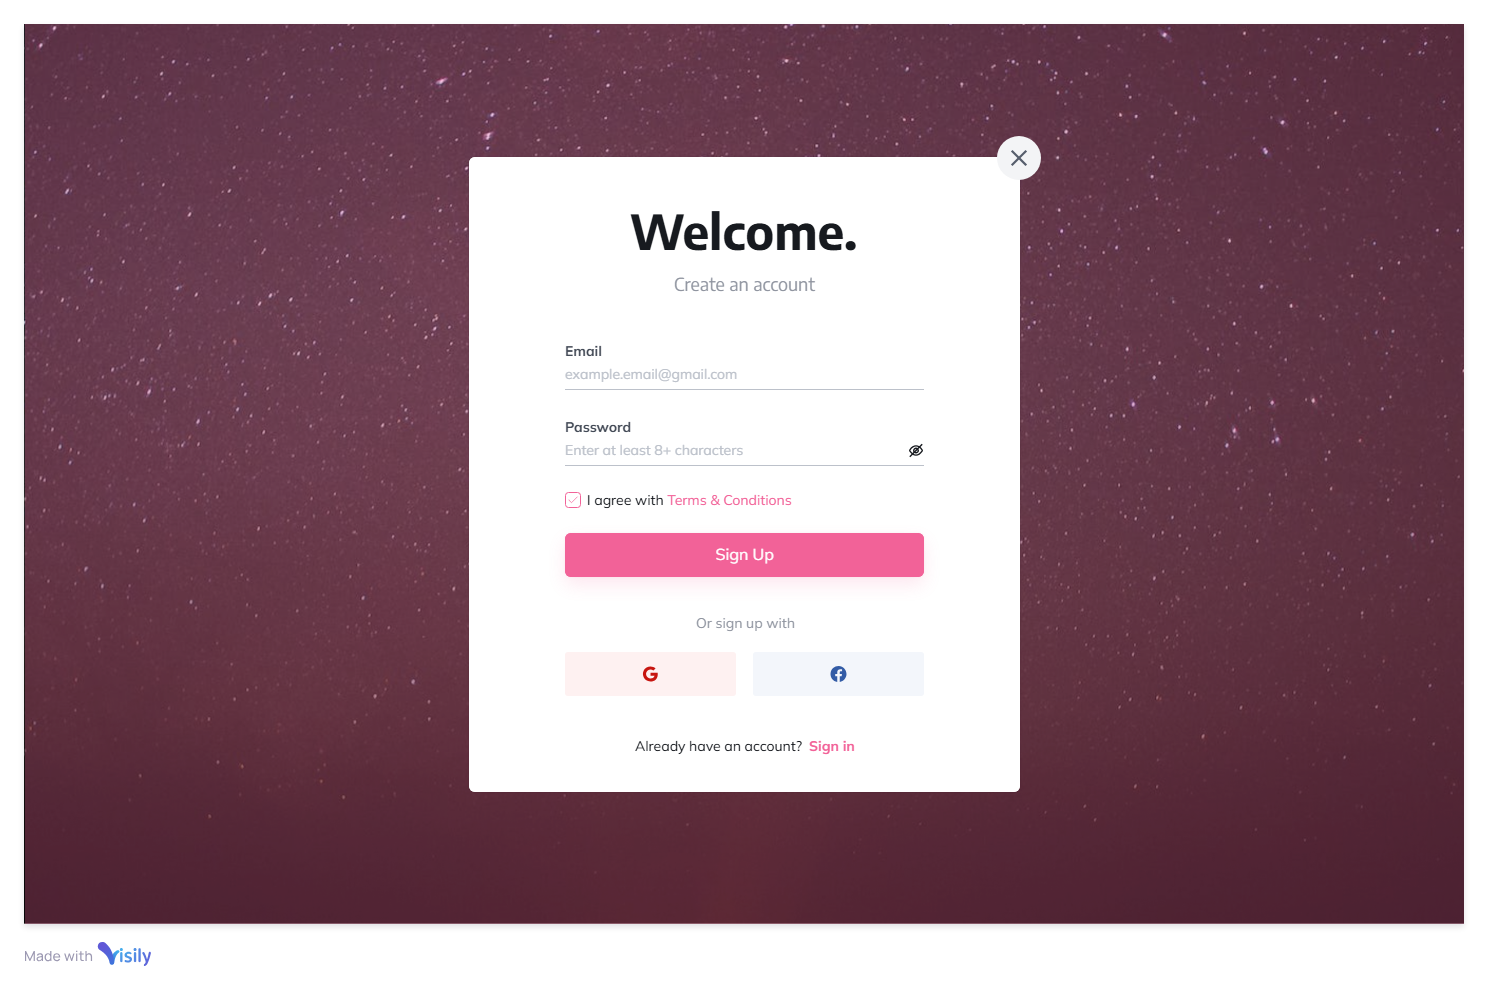 Welcome.
Create an account
Email
example.email@gmail.com
Password
Enter at least 8+ characters
I agree with Terms & Conditions
Sign Up
Or sign up with
Already have an account? Sign in
Made with Visily